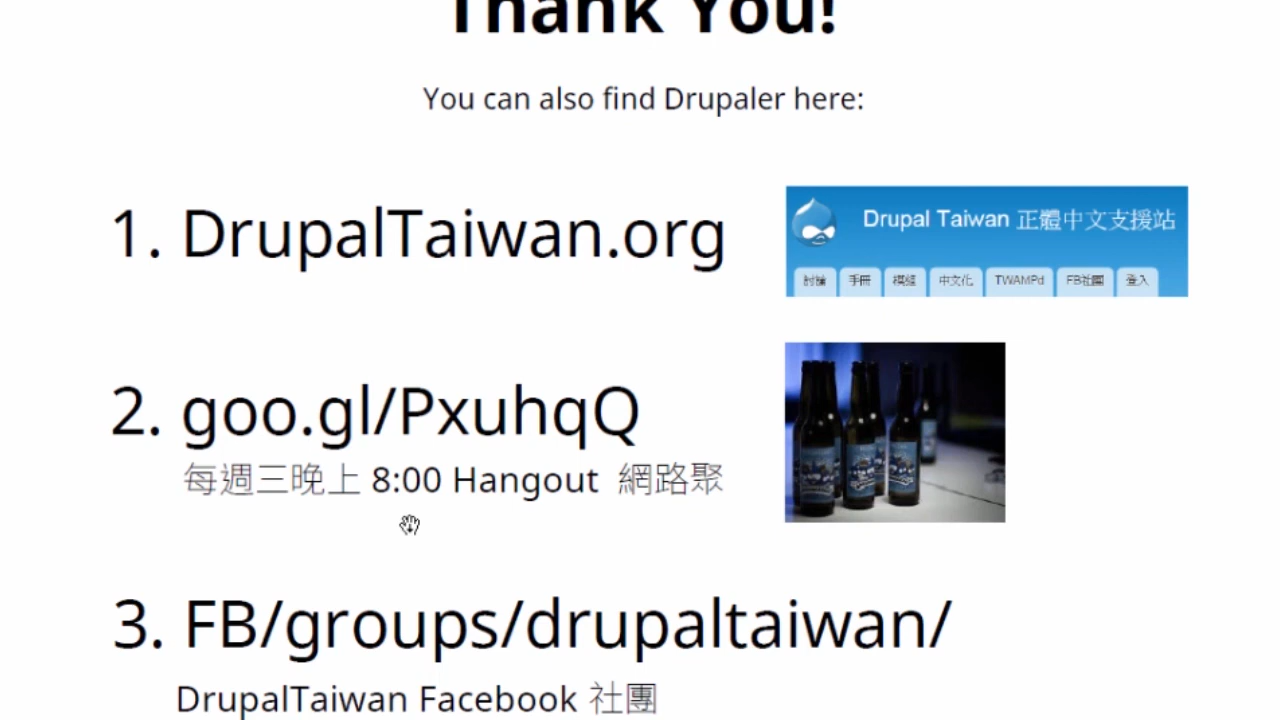 Thank You!
You can also find Drupaler here:
1. DrupalTaiwan.org
Drupal Taiwan 正體中文支援站
討論 手冊 模組 中文化 TWAMPd FB社團 登入
2. goo.gl/PxuhqQ
每週三晚上 8:00 Hangout 網路聚
3. FB/groups/drupaltaiwan/
DrupalTaiwan Facebook 社團